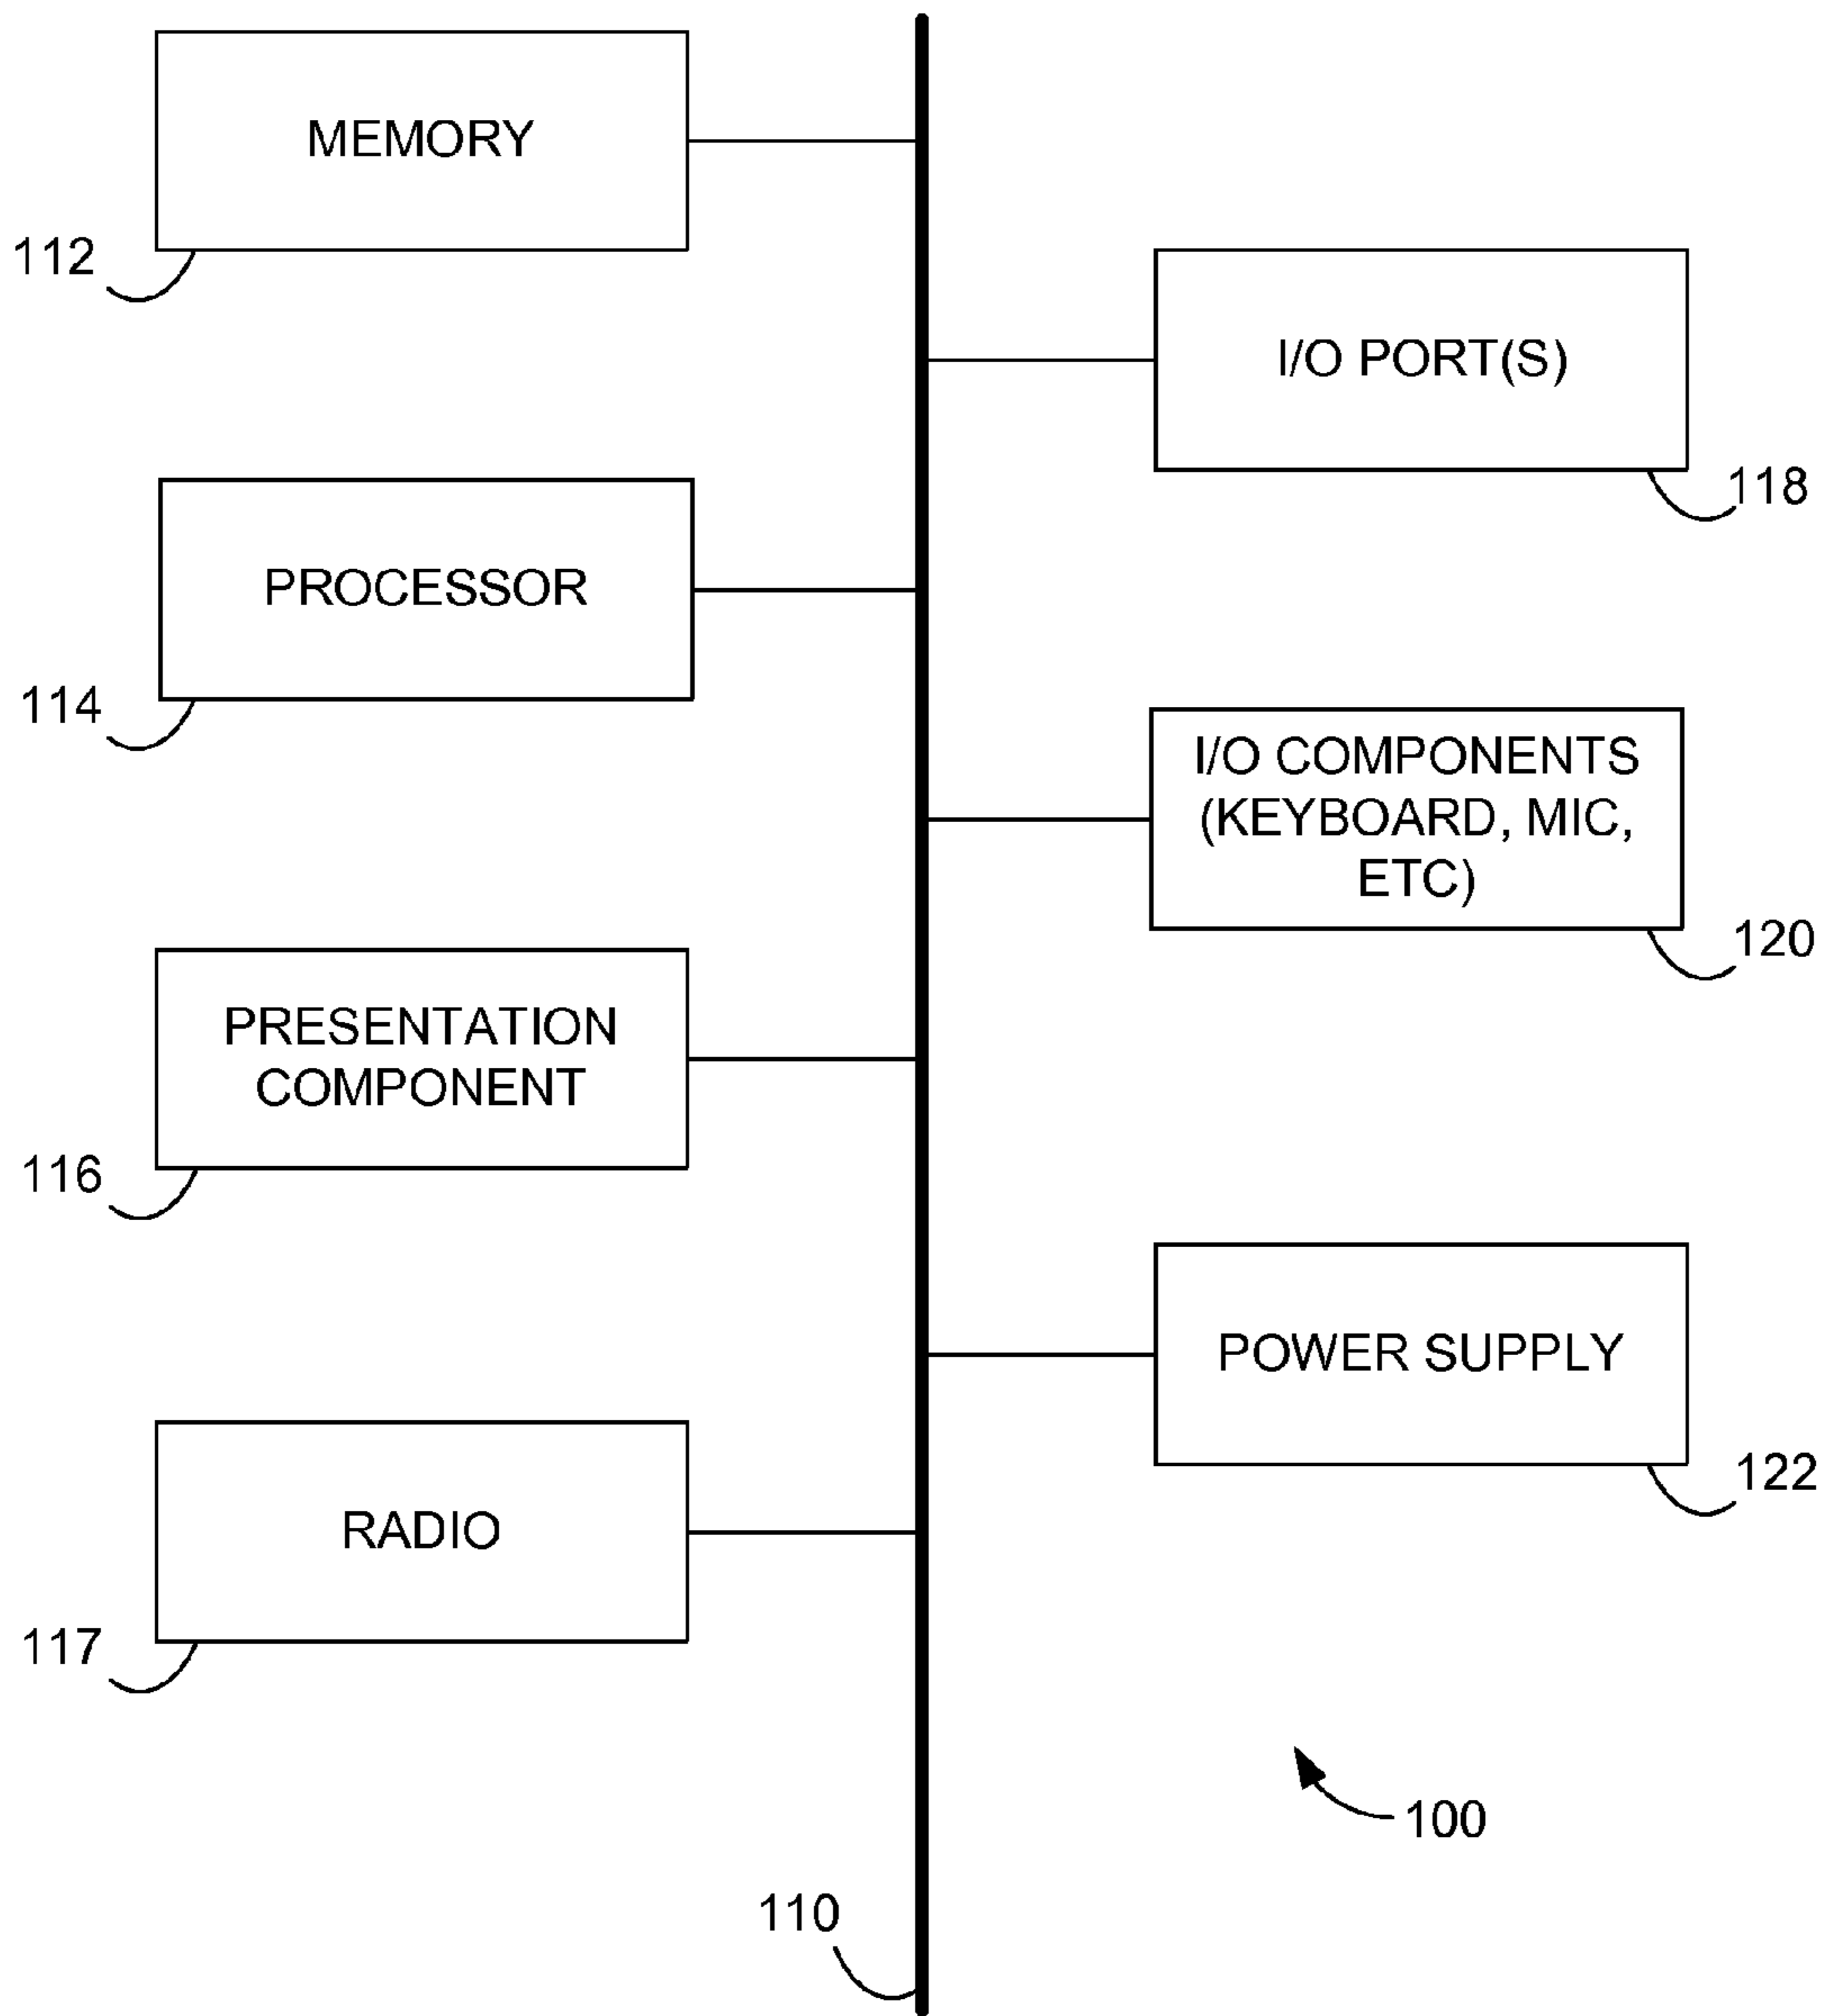 MEMORY
112
I/O PORT(S)
118
PROCESSOR
114
I/O COMPONENTS
(KEYBOARD, MIC,
ETC)
120
PRESENTATION
COMPONENT
116
POWER SUPPLY
122
RADIO
117
100
110